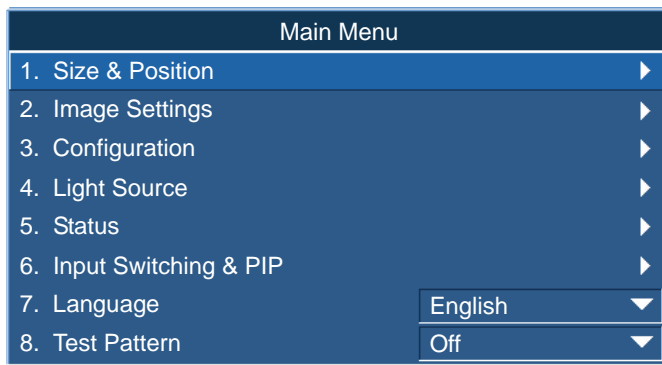 Main Menu
1. Size & Position
2. Image Settings
3. Configuration
4. Light Source
5. Status
6. Input Switching & PIP
7. Language English
8. Test Pattern Off